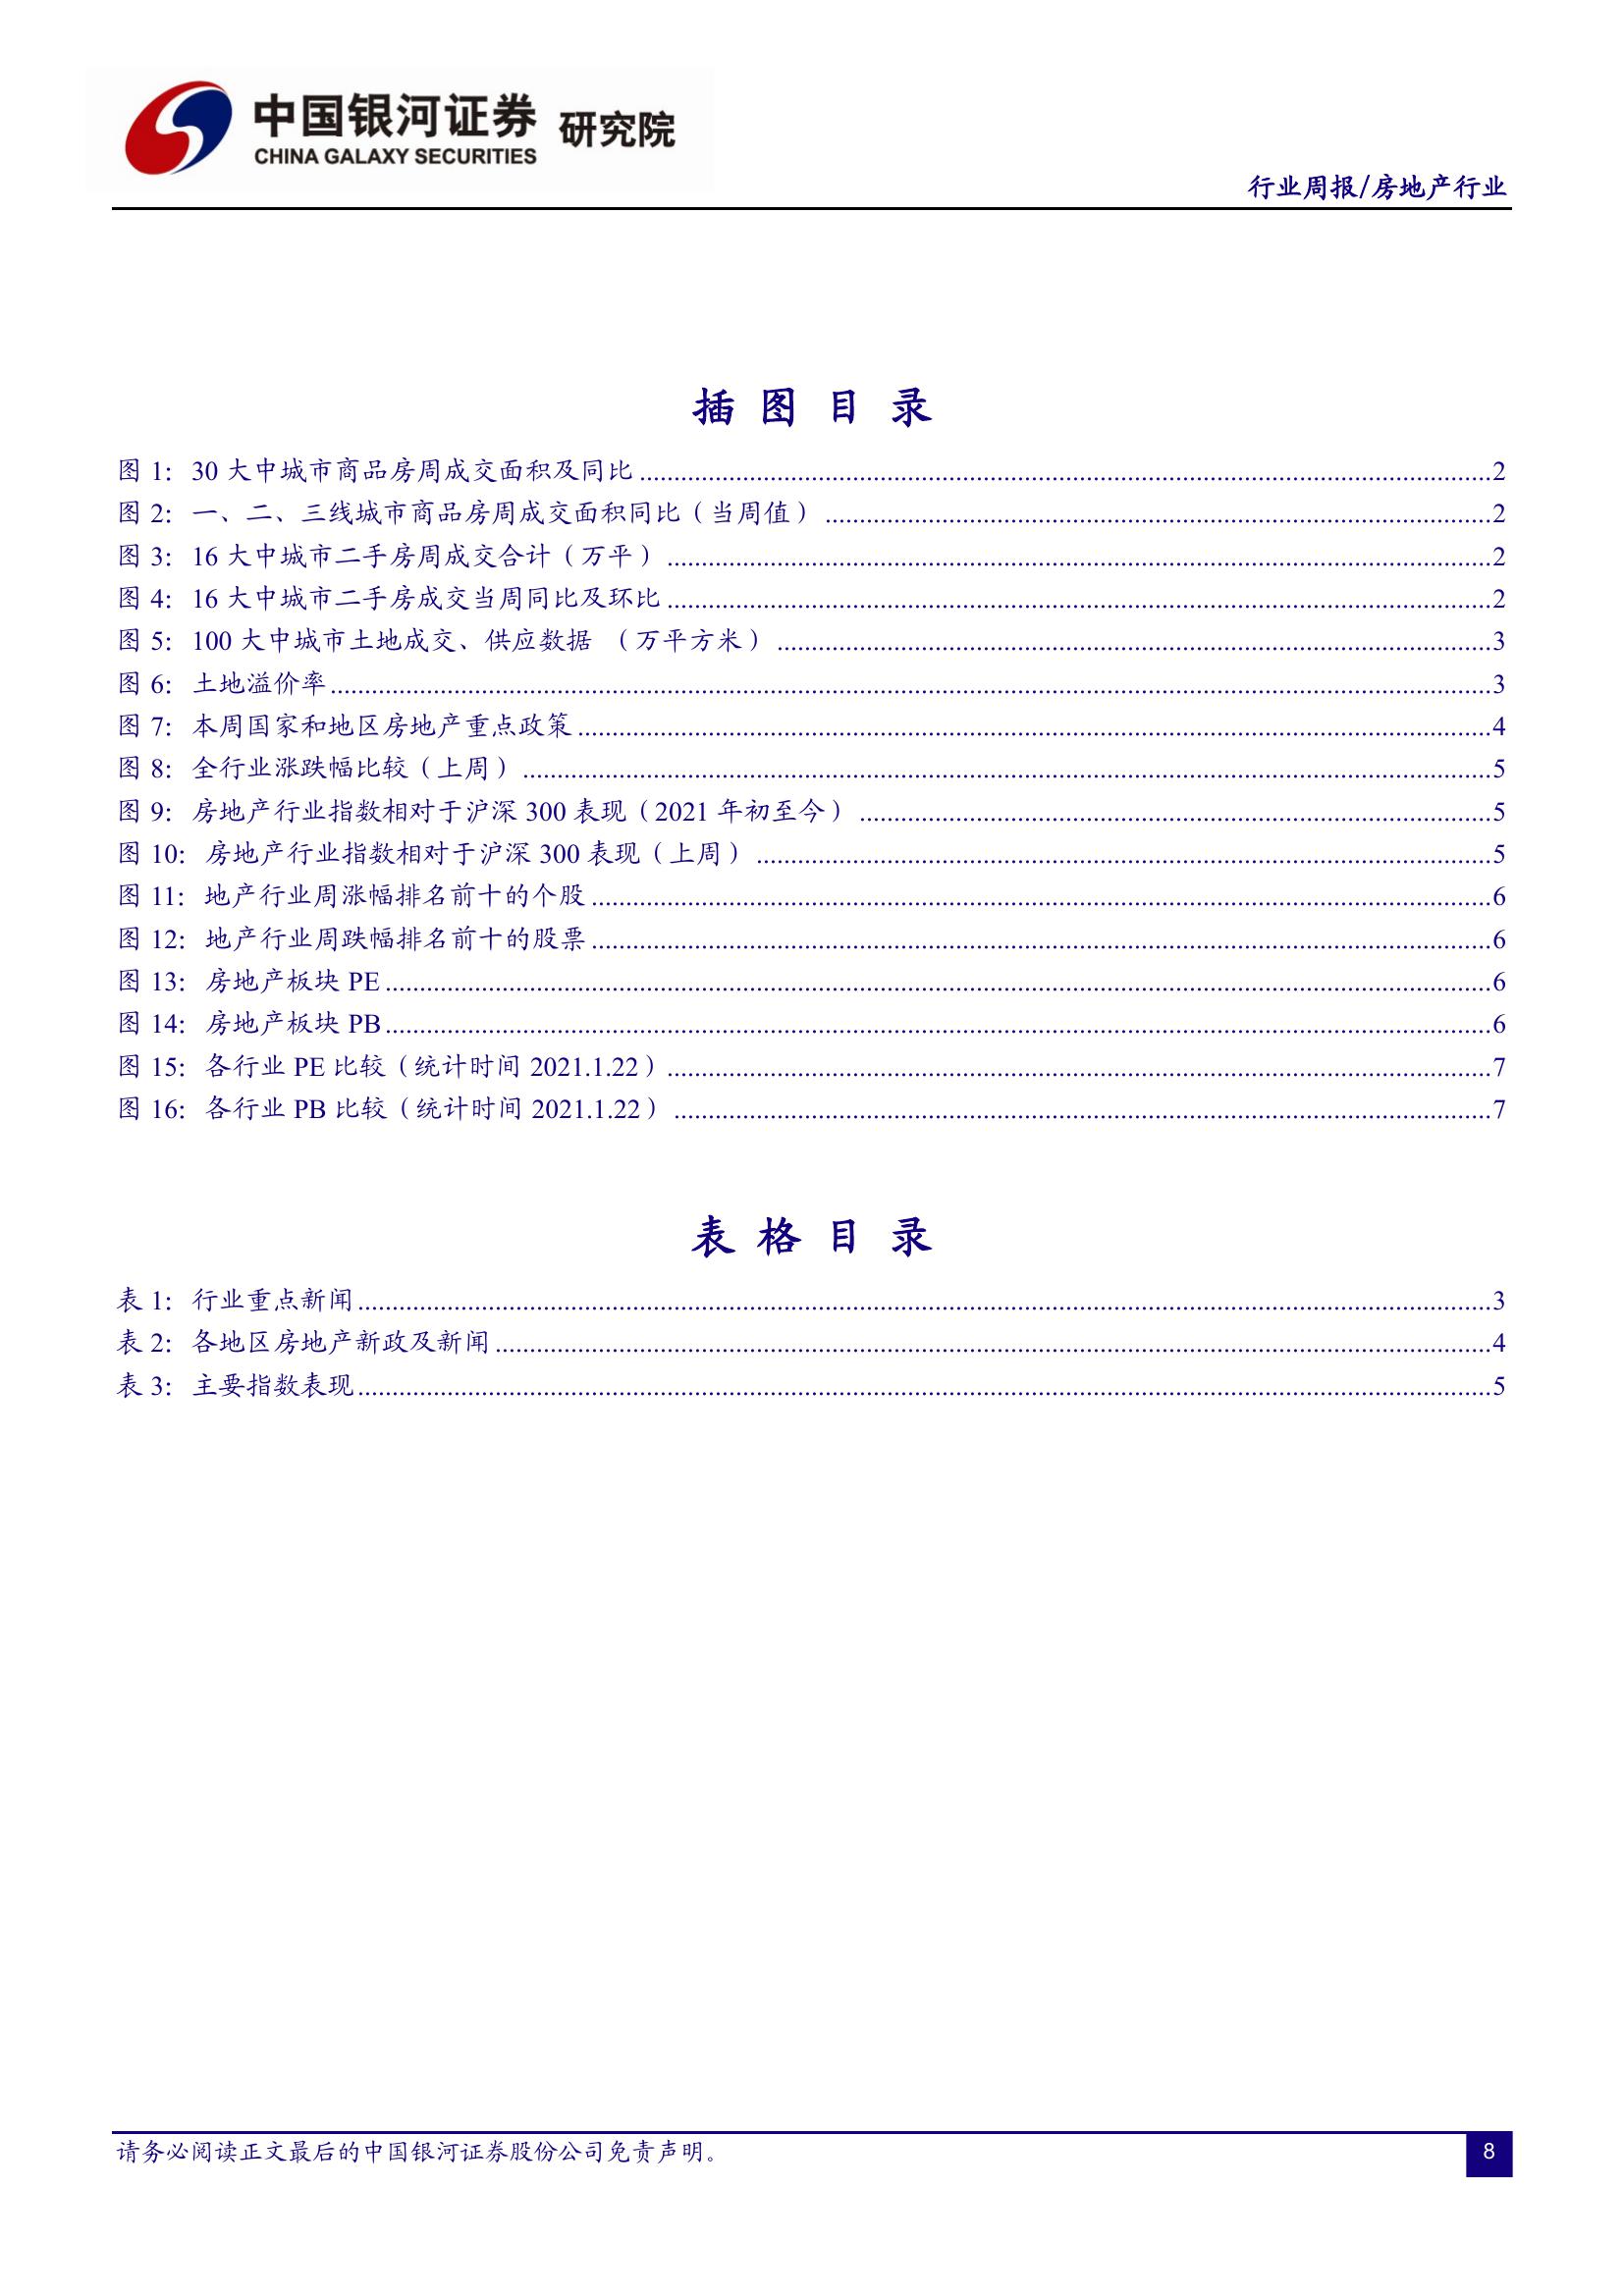 中国银河证券 研究院
CHINA GALAXY SECURITIES
行业周报/房地产行业
插 图 目 录
图 1: 30 大中城市商品房周成交面积及同比 ........ 2
图 2: 一、二、三线城市商品房周成交面积同比（当周值） ........ 2
图 3: 16 大中城市二手房周成交合计（万平） ........ 2
图 4: 16 大中城市二手房成交当周同比及环比 ........ 2
图 5: 100 大中城市土地成交、供应数据 （万平方米） ........ 3
图 6: 土地溢价率 ........ 3
图 7: 本周国家和地区房地产重点政策 ........ 4
图 8: 全行业涨跌幅比较（上周） ........ 5
图 9: 房地产行业指数相对于沪深 300 表现（2021 年初至今） ........ 5
图 10: 房地产行业指数相对于沪深 300 表现（上周） ........ 5
图 11: 地产行业周涨幅排名前十的个股 ........ 6
图 12: 地产行业周跌幅排名前十的股票 ........ 6
图 13: 房地产板块 PE ........ 6
图 14: 房地产板块 PB ........ 6
图 15: 各行业 PE 比较（统计时间 2021.1.22） ........ 7
图 16: 各行业 PB 比较（统计时间 2021.1.22） ........ 7
表 格 目 录
表 1: 行业重点新闻 ........ 3
表 2: 各地区房地产新政及新闻 ........ 4
表 3: 主要指数表现 ........ 5
请务必阅读正文最后的中国银河证券股份公司免责声明。
8